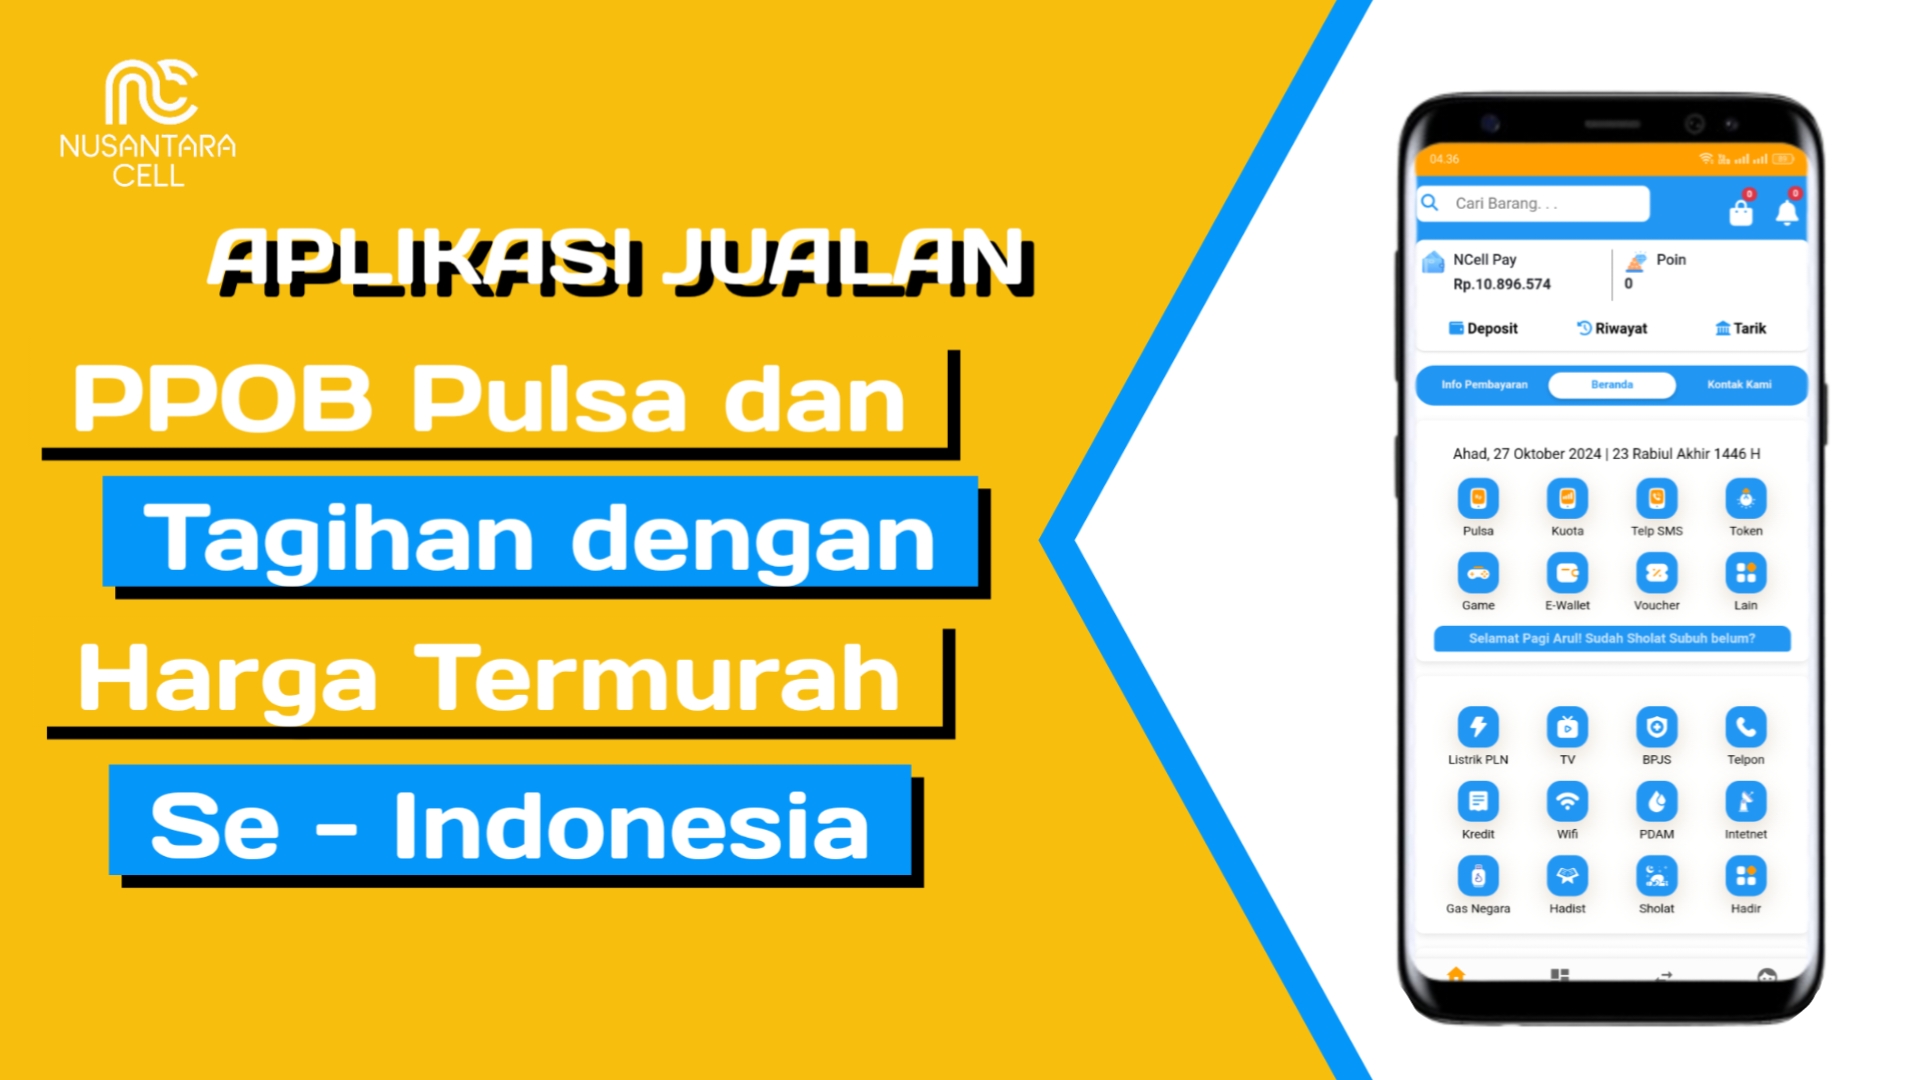 NUSANTARA
CELL
APLIKASI JUALAN
PPOB Pulsa dan
Tagihan dengan
Harga Termurah
Se - Indonesia
04.36
Cari Barang. . .
0 0
NCell Pay Poin
Rp.10.896.574 0
Deposit Riwayat Tarik
Info Pembayaran Beranda Kontak Kami
Ahad, 27 Oktober 2024 | 23 Rabiul Akhir 1446 H
Pulsa Kuota Telp SMS Token
Game E-Wallet Voucher Lain
Selamat Pagi Arul! Sudah Sholat Subuh belum?
Listrik PLN TV BPJS Telpon
Kredit Wifi PDAM Intetnet
Gas Negara Hadist Sholat Hadir